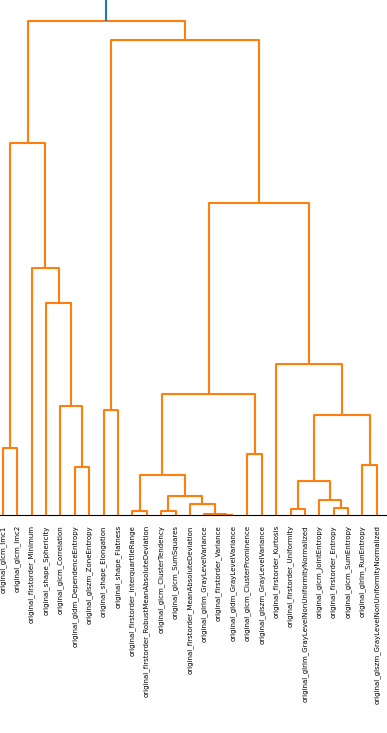 original_glcm_Imc1
original_glcm_Imc2
original_firstorder_Minimum
original_shape_Sphericity
original_glcm_Correlation
original_gldm_DependenceEntropy
original_glszm_ZoneEntropy
original_shape_Elongation
original_shape_Flatness
original_firstorder_InterquartileRange
original_firstorder_RobustMeanAbsoluteDeviation
original_glcm_ClusterTendency
original_glcm_SumSquares
original_firstorder_MeanAbsoluteDeviation
original_glrlm_GrayLevelVariance
original_firstorder_Variance
original_gldm_GrayLevelVariance
original_glcm_ClusterProminence
original_glszm_GrayLevelVariance
original_firstorder_Kurtosis
original_firstorder_Uniformity
original_glrlm_GrayLevelNonUniformityNormalized
original_glcm_JointEntropy
original_firstorder_Entropy
original_glcm_SumEntropy
original_glrlm_RunEntropy
original_glszm_GrayLevelNonUniformityNormalized